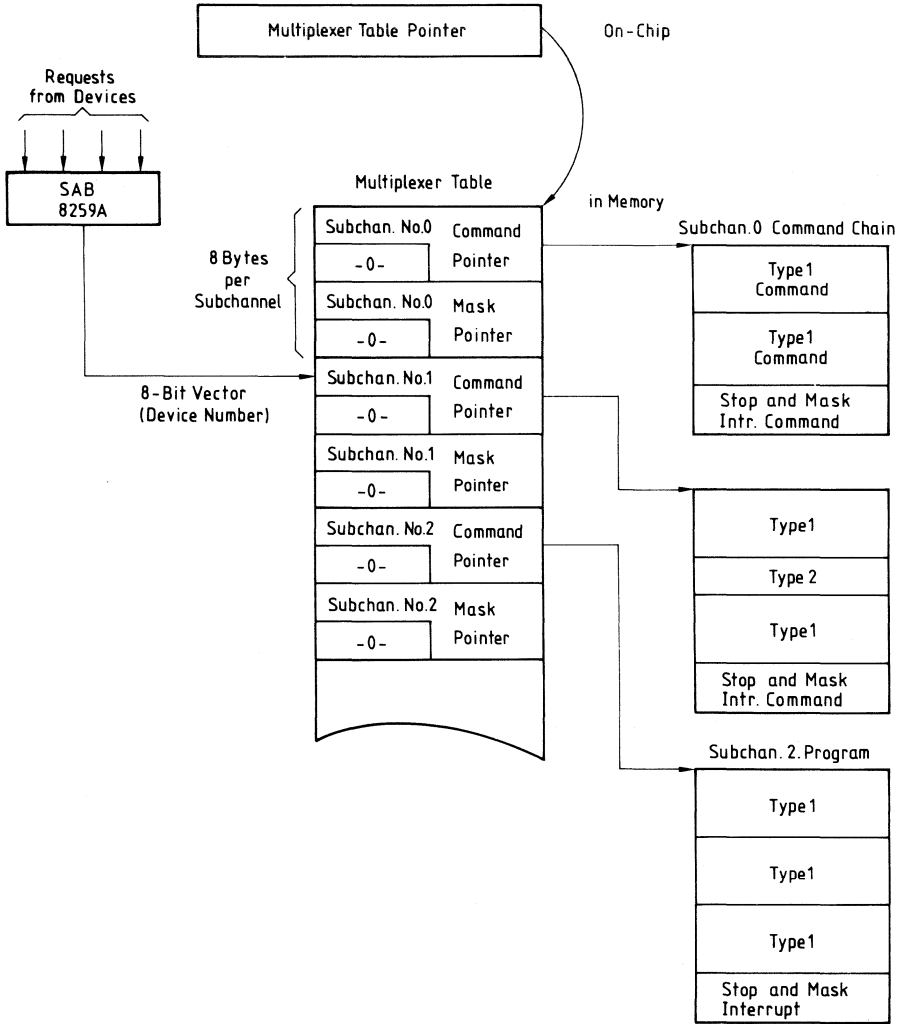 Multiplexer Table Pointer
On-Chip
Requests
from Devices
SAB
8259A
Multiplexer Table
in Memory
8 Bytes
per
Subchannel
Subchan. No.0
Command
Pointer
-0-
Subchan. No.0
Mask
Pointer
-0-
8-Bit Vector
(Device Number)
Subchan. No.1
Command
Pointer
-0-
Subchan. No.1
Mask
Pointer
-0-
Subchan. No.2
Command
Pointer
-0-
Subchan. No.2
Mask
Pointer
-0-
Subchan.0 Command Chain
Type1
Command
Type1
Command
Stop and Mask
Intr. Command
Type1
Type 2
Type1
Stop and Mask
Intr. Command
Subchan. 2. Program
Type1
Type1
Type1
Stop and Mask
Interrupt